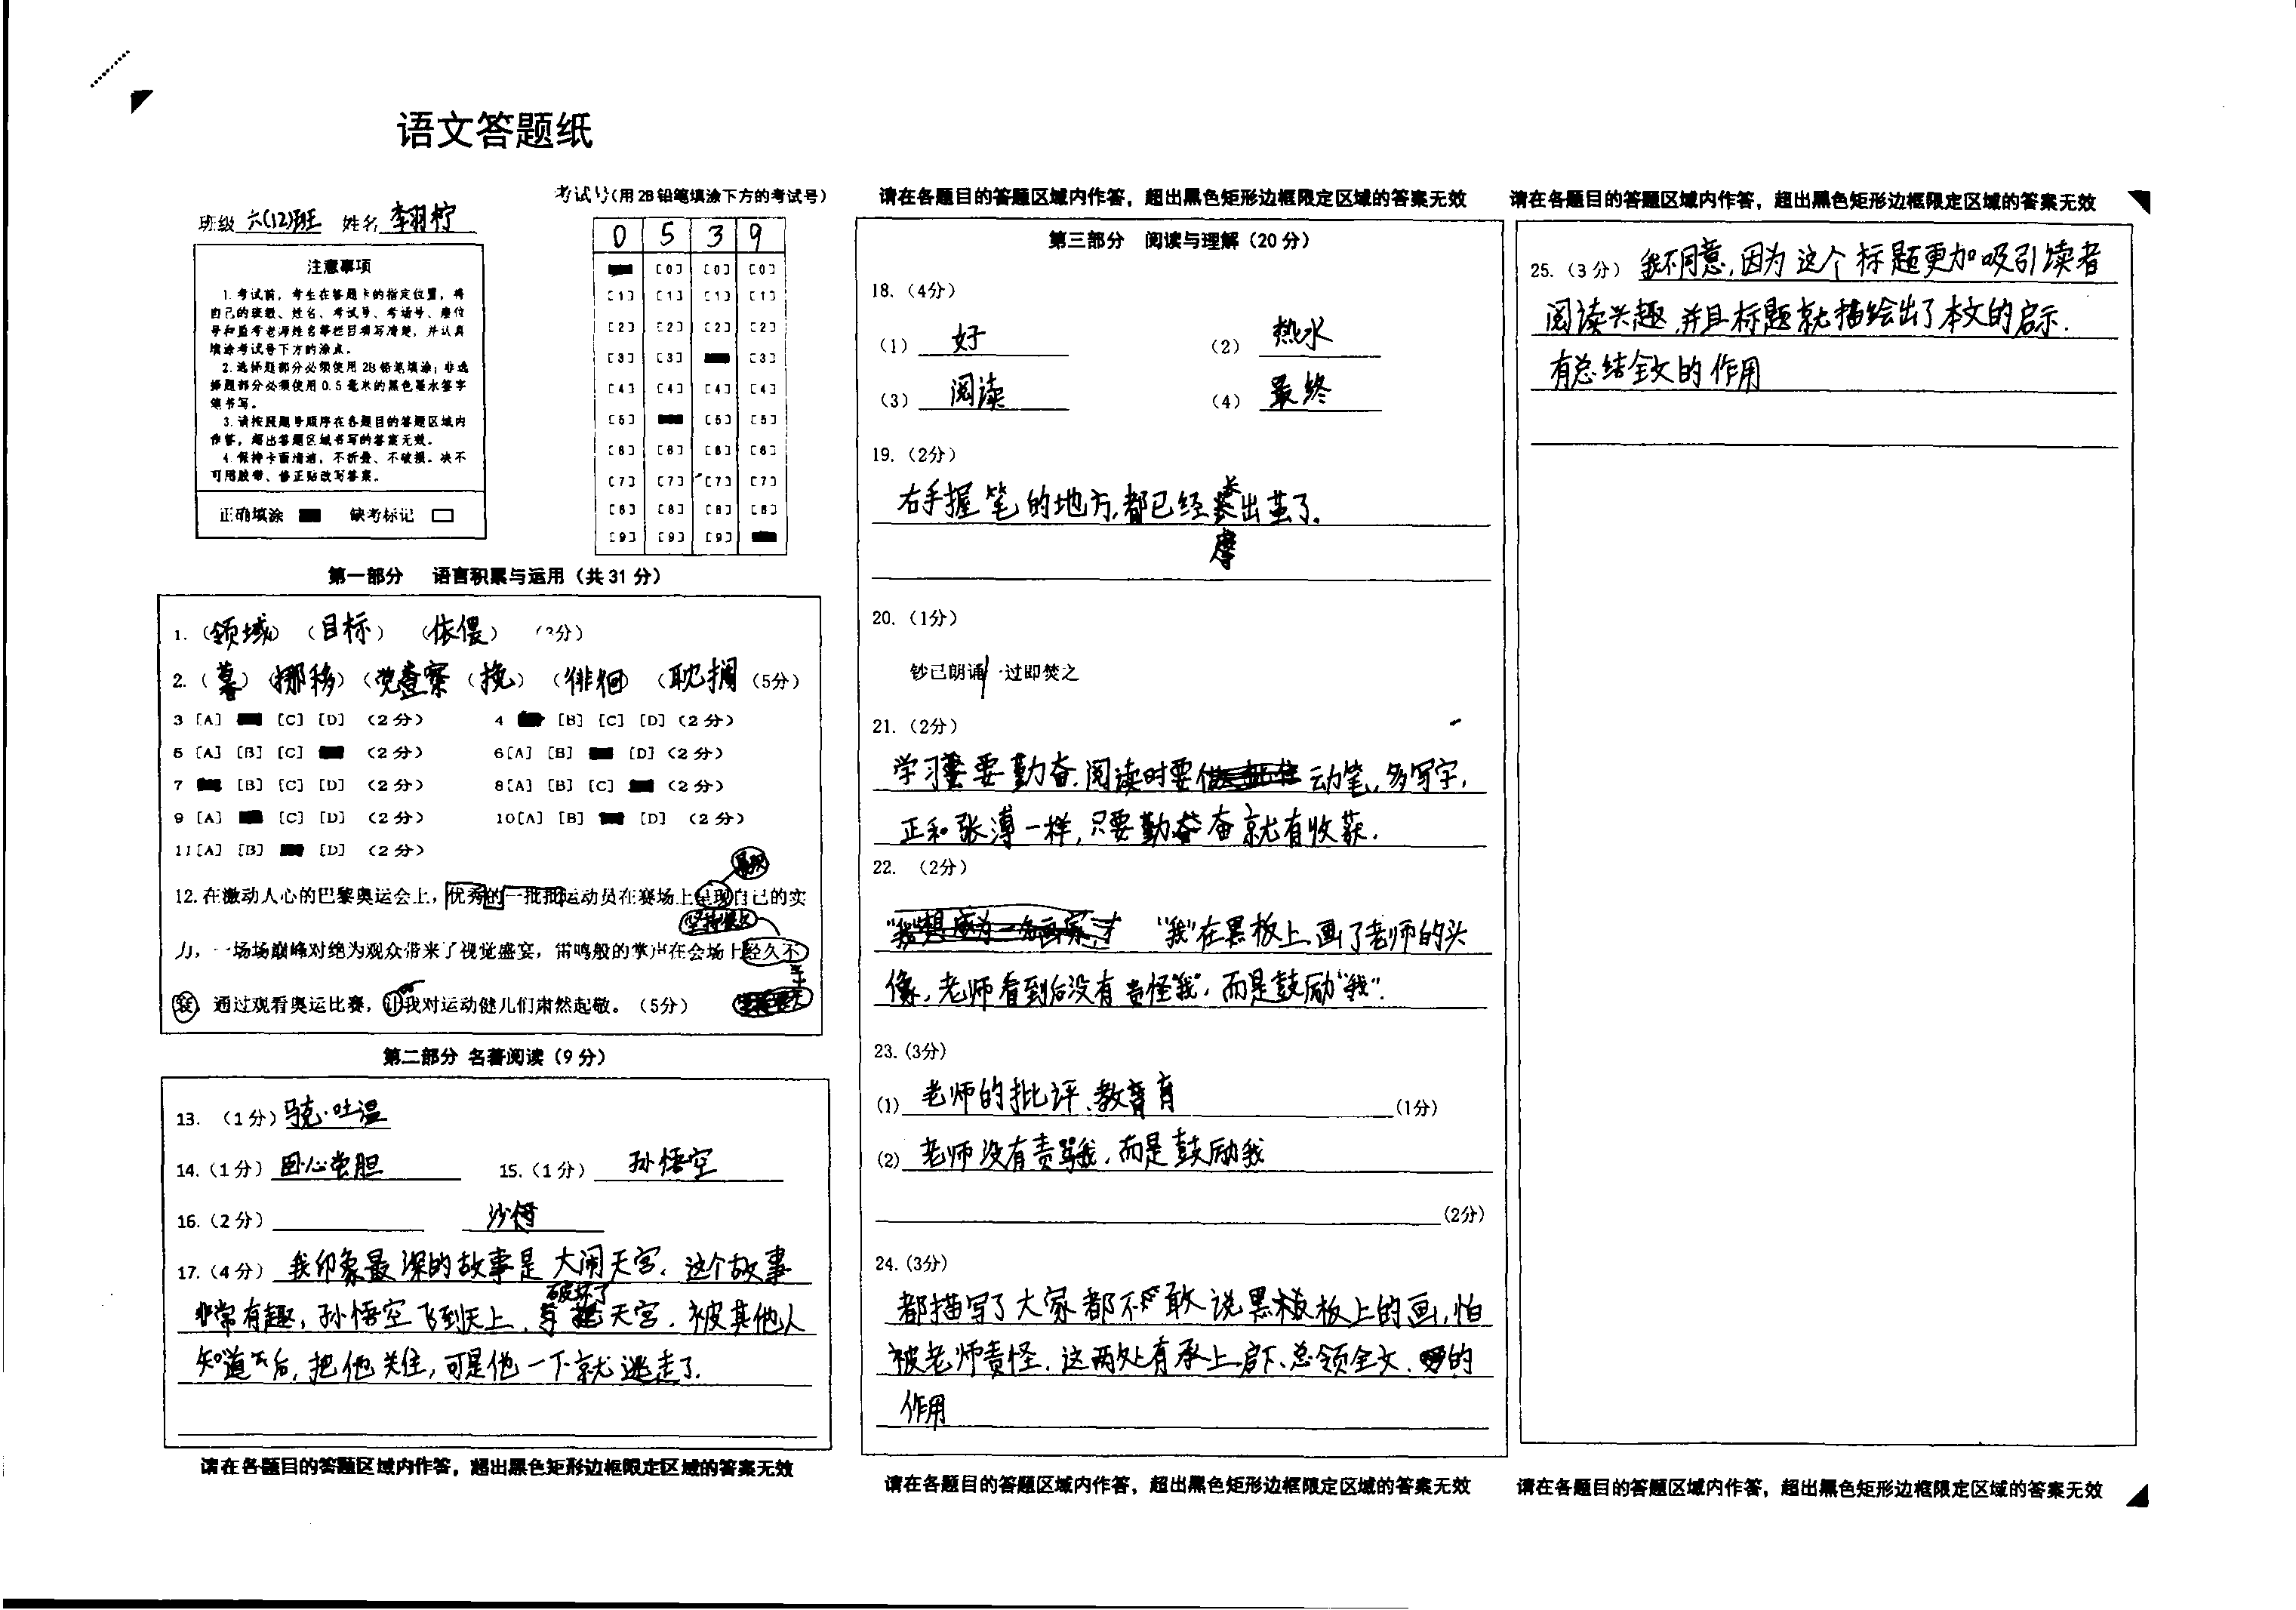 语文答题纸
班级 六(12)班 姓名 李羽柠
考试号(用2B铅笔填涂下方的考试号)
0 5 3 9
[0] [0] [0]
[1] [1] [1] [1]
[2] [2] [2] [2]
[3] [3] [3]
[4] [4] [4] [4]
[5] [5] [5]
[6] [6] [6] [6]
[7] [7] [7] [7]
[8] [8] [8] [8]
[9] [9] [9]
注意事项
1.考试前,考生在答题卡的指定位置,将
自己的班级、姓名、考试号、考场号、座位
号和监考老师姓名等栏目填写清楚,并认真
填涂考试号下方的涂点。
2.选择题部分必须使用2B铅笔填涂;非选
择题部分必须使用0.5毫米的黑色墨水签字
笔书写。
3.请按照题号顺序在各题目的答题区域内
作答,超出答题区域书写的答案无效。
4.保持卡面清洁,不折叠、不破损。决不
可用胶带、修正贴改写答案。
正确填涂 缺考标记
第一部分 语言积累与运用(共31分)
1.(领域)(目标)(依偎)(3分)
2.(暮)(挪移)(觉查察(挽)(徘徊)(耽搁(5分)
3 [A] [C] [D] (2分) 4 [B] [C] [D] (2分)
5 [A] [B] [C] (2分) 6[A] [B] [D] (2分)
7 [B] [C] [D] (2分) 8[A] [B] [C] (2分)
9 [A] [C] [D] (2分) 10[A] [B] [D] (2分)
11[A] [B] [D] (2分)
12.在激动人心的巴黎奥运会上,优秀的一批批运动员在赛场上呈现自己的实
力,一场场巅峰对绝为观众带来了视觉盛宴,雷鸣般的掌声在会场上经久不
衰。通过观看奥运比赛,让我对运动健儿们肃然起敬。(5分)
第二部分 名著阅读(9分)
13.(1分)马克·吐温
14.(1分)卧心尝胆 15.(1分)孙悟空
16.(2分) 沙僧
17.(4分)我印象最深的故事是大闹天宫,这个故事
破坏了
非常有趣,孙悟空飞到天上,天宫,被其他人
知道后,把他关住,可是他一下就逃走了.
请在各题目的答题区域内作答,超出黑色矩形边框限定区域的答案无效
请在各题目的答题区域内作答,超出黑色矩形边框限定区域的答案无效
第三部分 阅读与理解(20分)
18.(4分)
(1)好 (2)热水
(3)阅读 (4)最终
19.(2分)
右手握笔的地方,都已经长出茧了.
20.(1分)
钞已朗诵/一过即焚之
21.(2分)
学习要勤奋,阅读时要动笔,多写字,
正和张溥一样,只要勤奋就有收获.
22.(2分)
"我"在黑板上画了老师的头
像,老师看到后没有责怪"我",而是鼓励"我".
23.(3分)
(1)老师的批评、教育(1分)
(2)老师没有责骂我,而是鼓励我
(2分)
24.(3分)
都描写了大家都不敢说黑板上的画,怕
被老师责怪.这两处有承上启下、总领全文.的
作用
请在各题目的答题区域内作答,超出黑色矩形边框限定区域的答案无效
请在各题目的答题区域内作答,超出黑色矩形边框限定区域的答案无效
25.(3分)我不同意,因为这个标题更加吸引读者
阅读兴趣,并且标题就描绘出了本文的启示.
有总结全文的作用
请在各题目的答题区域内作答,超出黑色矩形边框限定区域的答案无效